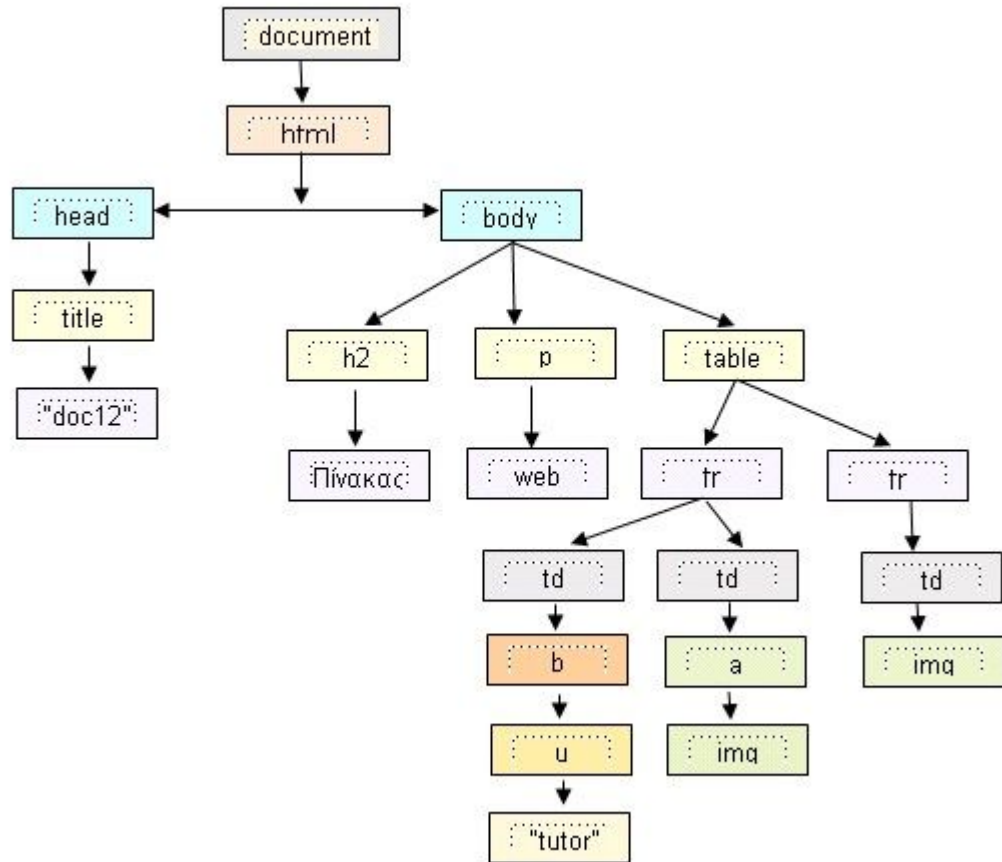 document
html
head
body
title
h2
p
table
"doc12"
Πίνακας
web
tr
tr
td
td
td
b
a
img
u
img
"tutor"